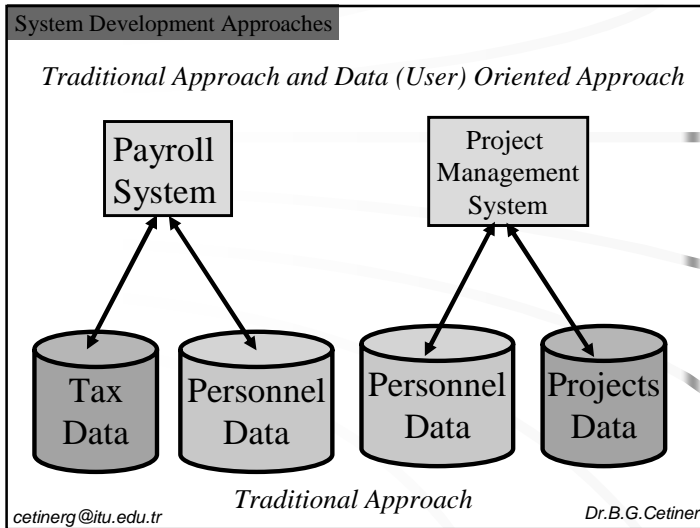 System Development Approaches
Traditional Approach and Data (User) Oriented Approach
Payroll
System
Project
Management
System
Tax
Data
Personnel
Data
Personnel
Data
Projects
Data
Traditional Approach
cetinerg@itu.edu.tr
Dr.B.G.Cetiner